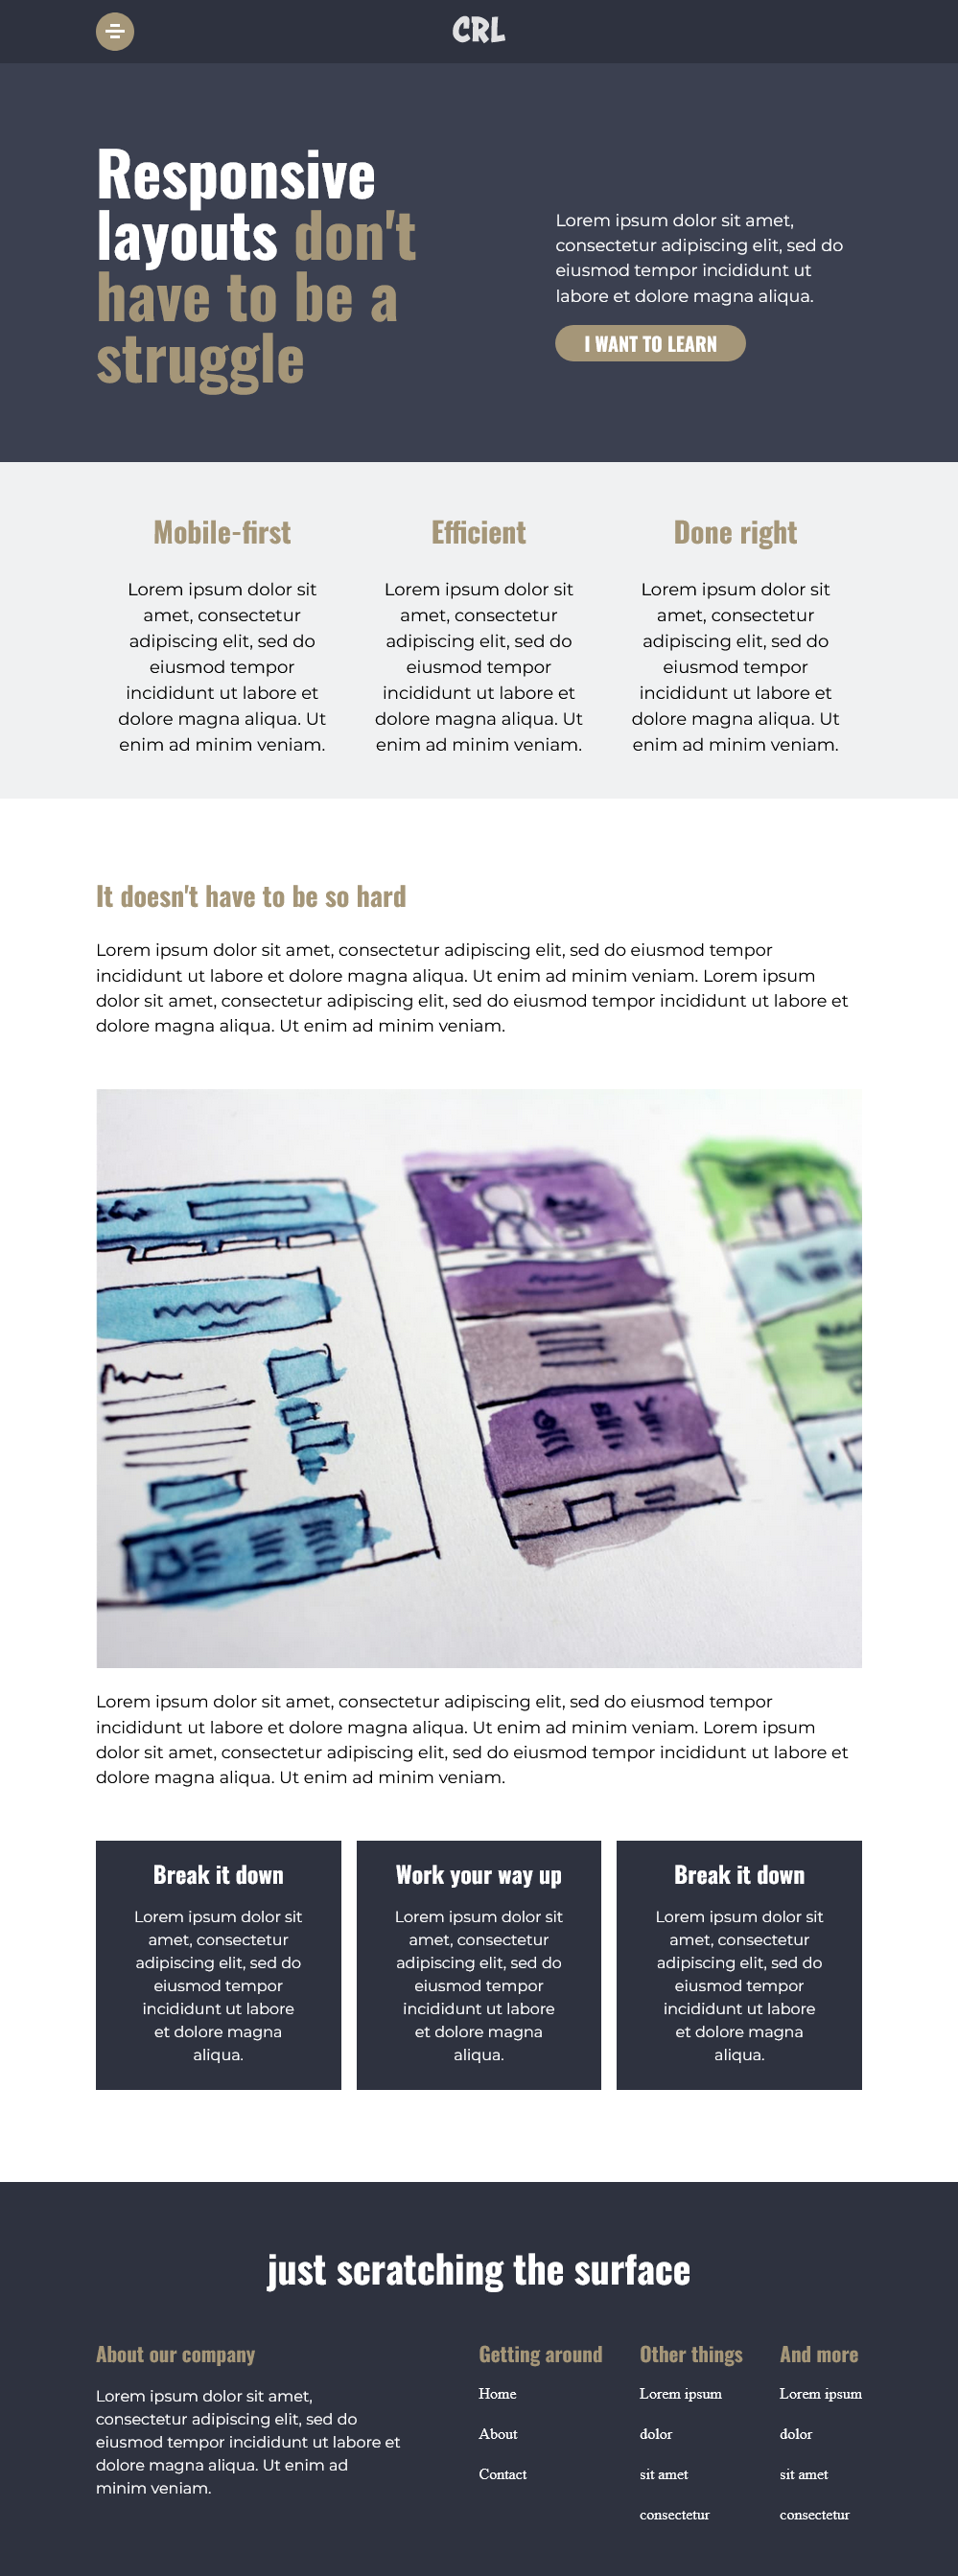 CRL
Responsive
layouts don't
have to be a
struggle
Lorem ipsum dolor sit amet,
consectetur adipiscing elit, sed do
eiusmod tempor incididunt ut
labore et dolore magna aliqua.
I WANT TO LEARN
Mobile-first
Lorem ipsum dolor sit
amet, consectetur
adipiscing elit, sed do
eiusmod tempor
incididunt ut labore et
dolore magna aliqua. Ut
enim ad minim veniam.
Efficient
Lorem ipsum dolor sit
amet, consectetur
adipiscing elit, sed do
eiusmod tempor
incididunt ut labore et
dolore magna aliqua. Ut
enim ad minim veniam.
Done right
Lorem ipsum dolor sit
amet, consectetur
adipiscing elit, sed do
eiusmod tempor
incididunt ut labore et
dolore magna aliqua. Ut
enim ad minim veniam.
It doesn't have to be so hard
Lorem ipsum dolor sit amet, consectetur adipiscing elit, sed do eiusmod tempor
incididunt ut labore et dolore magna aliqua. Ut enim ad minim veniam. Lorem ipsum
dolor sit amet, consectetur adipiscing elit, sed do eiusmod tempor incididunt ut labore et
dolore magna aliqua. Ut enim ad minim veniam.
Lorem ipsum dolor sit amet, consectetur adipiscing elit, sed do eiusmod tempor
incididunt ut labore et dolore magna aliqua. Ut enim ad minim veniam. Lorem ipsum
dolor sit amet, consectetur adipiscing elit, sed do eiusmod tempor incididunt ut labore et
dolore magna aliqua. Ut enim ad minim veniam.
Break it down
Lorem ipsum dolor sit
amet, consectetur
adipiscing elit, sed do
eiusmod tempor
incididunt ut labore
et dolore magna
aliqua.
Work your way up
Lorem ipsum dolor sit
amet, consectetur
adipiscing elit, sed do
eiusmod tempor
incididunt ut labore
et dolore magna
aliqua.
Break it down
Lorem ipsum dolor sit
amet, consectetur
adipiscing elit, sed do
eiusmod tempor
incididunt ut labore
et dolore magna
aliqua.
just scratching the surface
About our company
Lorem ipsum dolor sit amet,
consectetur adipiscing elit, sed do
eiusmod tempor incididunt ut labore et
dolore magna aliqua. Ut enim ad
minim veniam.
Getting around
Home
About
Contact
Other things
Lorem ipsum
dolor
sit amet
consectetur
And more
Lorem ipsum
dolor
sit amet
consectetur